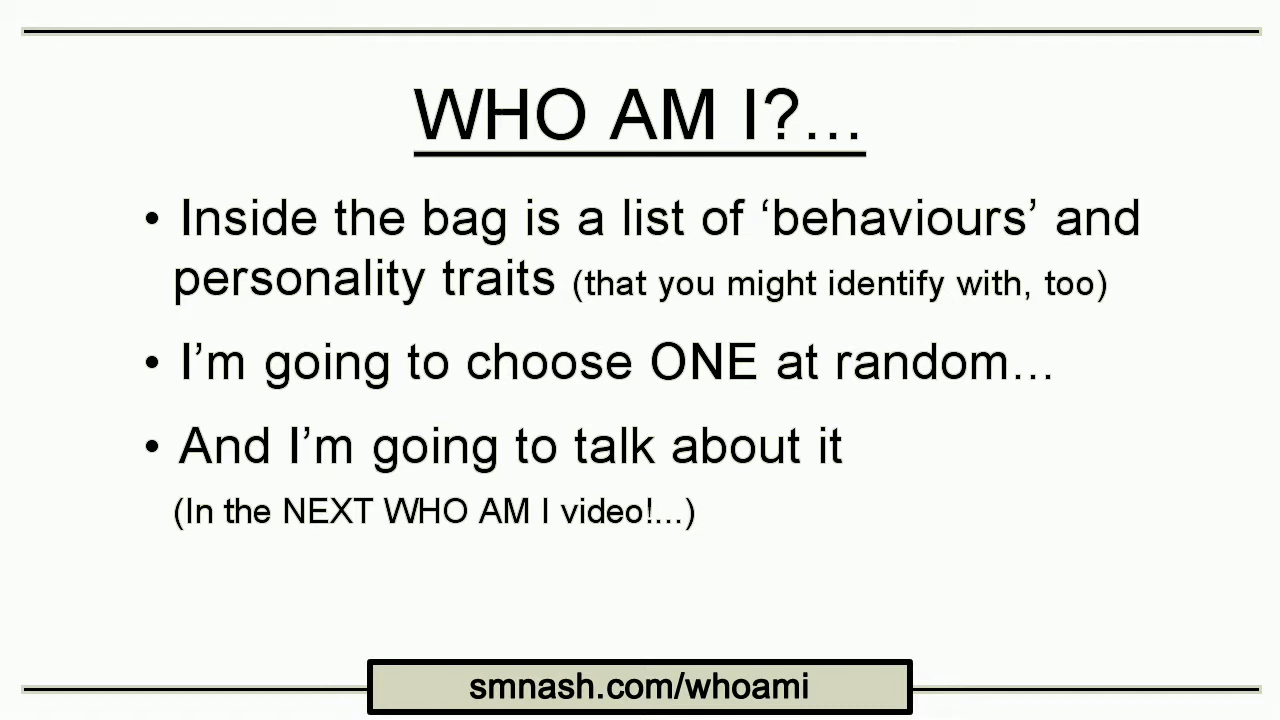 WHO AM I?...
• Inside the bag is a list of ‘behaviours’ and
personality traits (that you might identify with, too)
• I’m going to choose ONE at random...
• And I’m going to talk about it
(In the NEXT WHO AM I video!...)
smnash.com/whoami